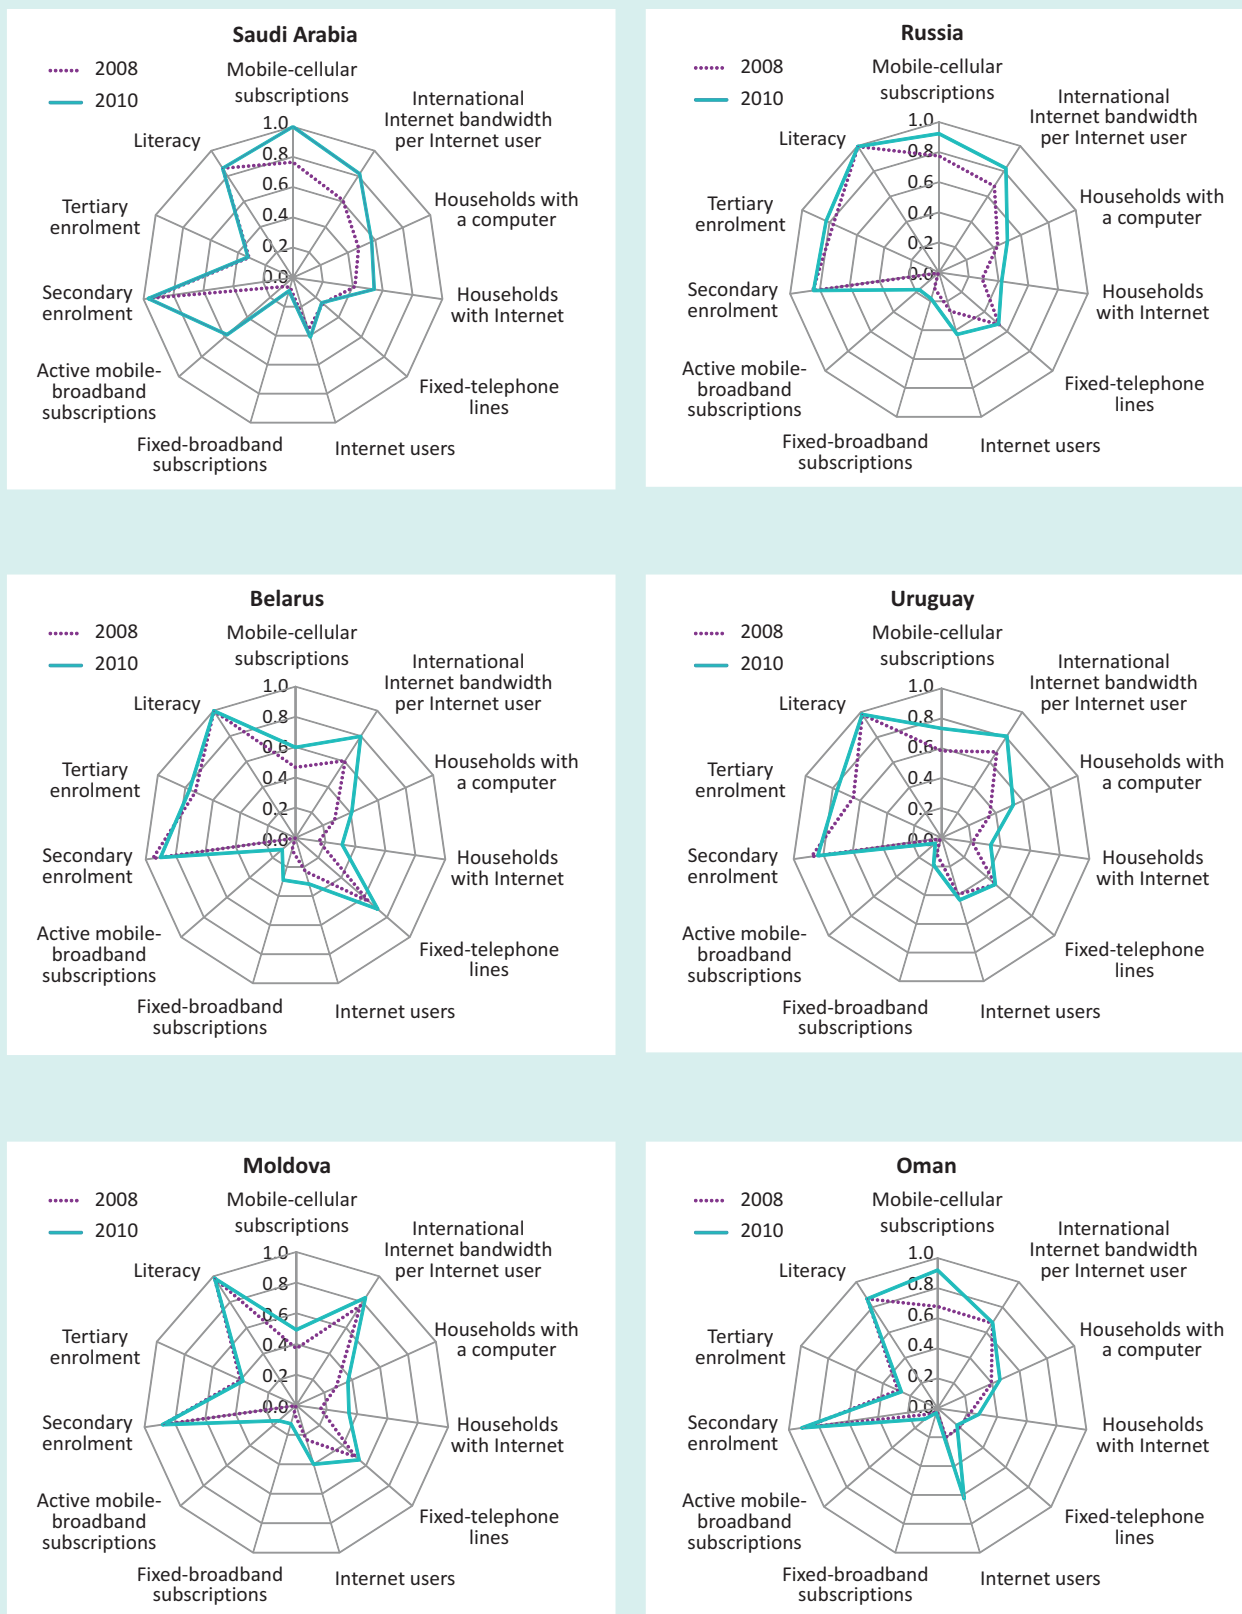 Saudi Arabia
2008
2010
Mobile-cellular
subscriptions
International
Internet bandwidth
per Internet user
Households with
a computer
Households
with Internet
Fixed-telephone
lines
Internet users
Fixed-broadband
subscriptions
Active mobile-
broadband
subscriptions
Secondary
enrolment
Tertiary
enrolment
Literacy
1.0
0.8
0.6
0.4
0.2
0.0
Russia
2008
2010
Mobile-cellular
subscriptions
International
Internet bandwidth
per Internet user
Households with
a computer
Households
with Internet
Fixed-telephone
lines
Internet users
Fixed-broadband
subscriptions
Active mobile-
broadband
subscriptions
Secondary
enrolment
Tertiary
enrolment
Literacy
1.0
0.8
0.6
0.4
0.2
0.0
Belarus
2008
2010
Mobile-cellular
subscriptions
International
Internet bandwidth
per Internet user
Households with
a computer
Households
with Internet
Fixed-telephone
lines
Internet users
Fixed-broadband
subscriptions
Active mobile-
broadband
subscriptions
Secondary
enrolment
Tertiary
enrolment
Literacy
1.0
0.8
0.6
0.4
0.2
0.0
Uruguay
2008
2010
Mobile-cellular
subscriptions
International
Internet bandwidth
per Internet user
Households with
a computer
Households
with Internet
Fixed-telephone
lines
Internet users
Fixed-broadband
subscriptions
Active mobile-
broadband
subscriptions
Secondary
enrolment
Tertiary
enrolment
Literacy
1.0
0.8
0.6
0.4
0.2
0.0
Moldova
2008
2010
Mobile-cellular
subscriptions
International
Internet bandwidth
per Internet user
Households with
a computer
Households
with Internet
Fixed-telephone
lines
Internet users
Fixed-broadband
subscriptions
Active mobile-
broadband
subscriptions
Secondary
enrolment
Tertiary
enrolment
Literacy
1.0
0.8
0.6
0.4
0.2
0.0
Oman
2008
2010
Mobile-cellular
subscriptions
International
Internet bandwidth
per Internet user
Households with
a computer
Households
with Internet
Fixed-telephone
lines
Internet users
Fixed-broadband
subscriptions
Active mobile-
broadband
subscriptions
Secondary
enrolment
Tertiary
enrolment
Literacy
1.0
0.8
0.6
0.4
0.2
0.0